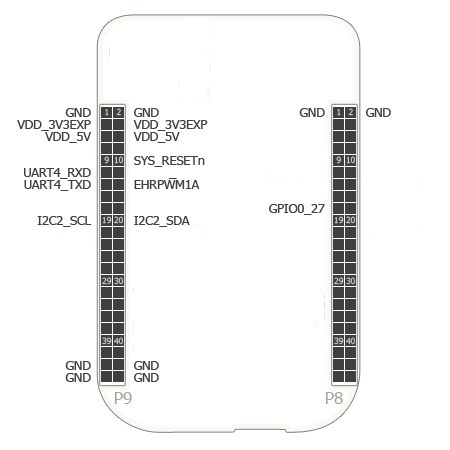 GND 1 2 GND GND 1 2 GND
VDD_3V3EXP VDD_3V3EXP
VDD_5V VDD_5V
9 10 SYS_RESETn 9 10
UART4_RXD
UART4_TXD EHRPWM1A
GPIO0_27
I2C2_SCL 19 20 I2C2_SDA 19 20
29 30 29 30
39 40 39 40
GND GND
GND GND
P9 P8